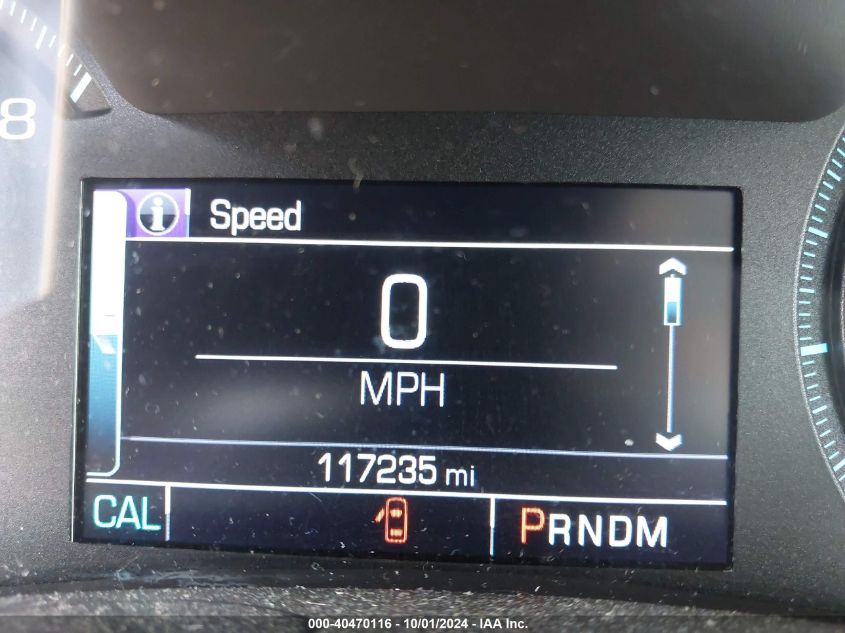 8
i Speed
0
MPH
117235 mi
CAL PRNDM
000-40470116 - 10/01/2024 - IAA Inc.